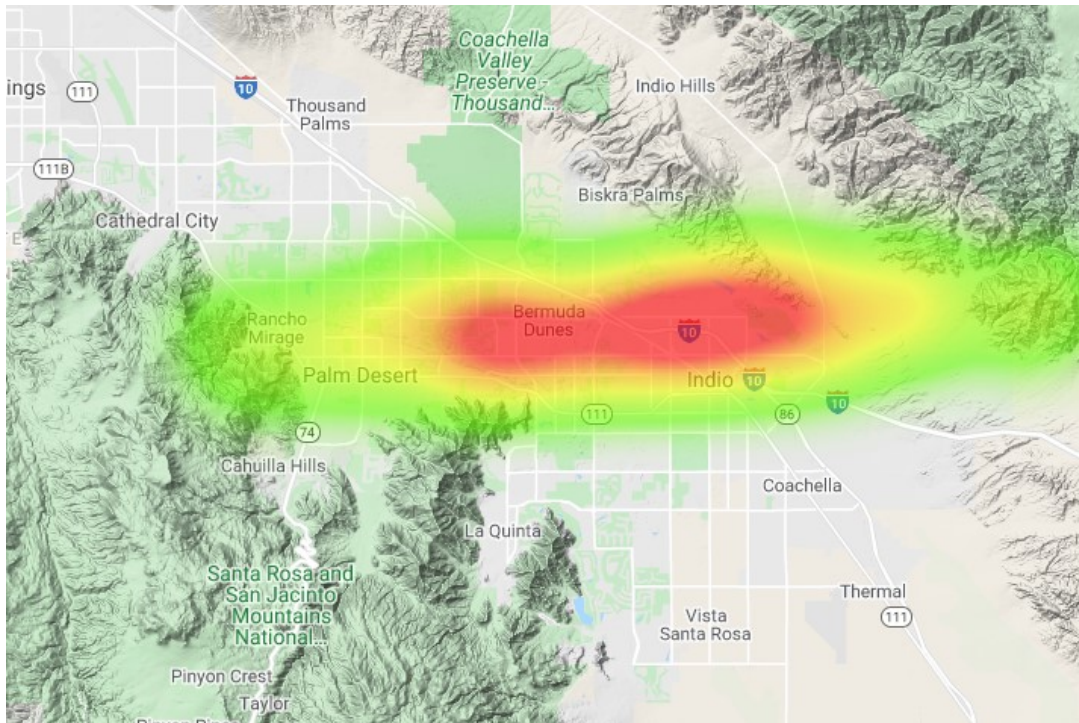 Coachella
Valley
Preserve -
Thousand...
ings
111
10
Indio Hills
Thousand
Palms
111B
Biskra Palms
Cathedral City
Rancho
Mirage
Bermuda
Dunes
10
Palm Desert
Indio
10
10
111
86
74
Cahuilla Hills
Coachella
La Quinta
Santa Rosa and
San Jacinto
Mountains
National...
Thermal
111
Vista
Santa Rosa
Pinyon Crest
Taylor